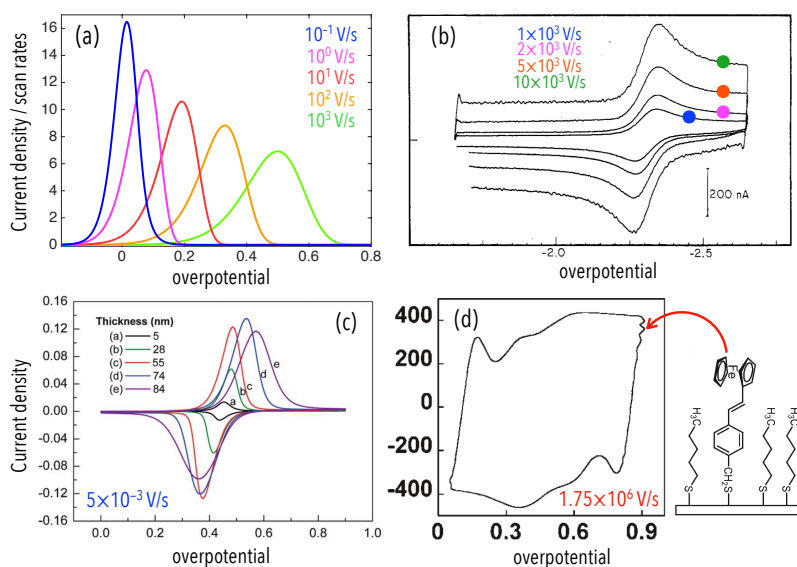 (a)
10⁻¹ V/s
10⁰ V/s
10¹ V/s
10² V/s
10³ V/s
Current density / scan rates
16
14
12
10
8
6
4
2
0
0
0.2
0.4
0.6
0.8
overpotential
(b)
1×10³ V/s
2×10³ V/s
5×10³ V/s
10×10³ V/s
200 nA
-2.0
-2.5
overpotential
(c)
Thickness (nm)
(a) 5
(b) 28
(c) 55
(d) 74
(e) 84
a
b
c
d
e
5×10⁻³ V/s
Current density
0.16
0.12
0.08
0.04
0.00
-0.04
-0.08
-0.12
-0.16
0.0
0.2
0.4
0.6
0.8
1.0
overpotential
(d)
400
200
0
-200
-400
1.75×10⁶ V/s
0
0.3
0.6
0.9
overpotential
Fe
H₃C
H₃C
H₃C
CH₂
S
S
S
S